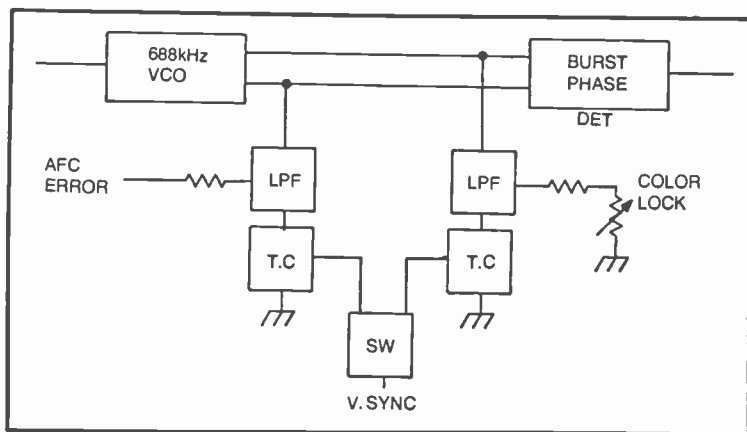 688kHz
VCO
BURST
PHASE
DET
AFC
ERROR
LPF
LPF
COLOR
LOCK
T.C
T.C
SW
V.SYNC